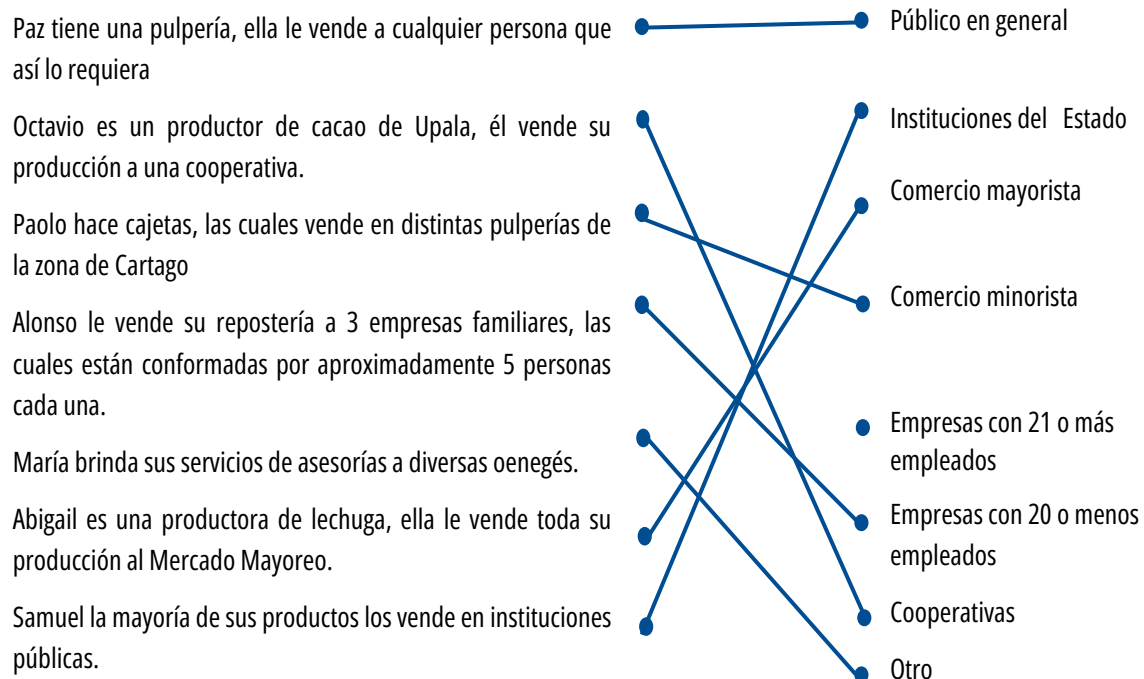 Paz tiene una pulpería, ella le vende a cualquier persona que
así lo requiera
Octavio es un productor de cacao de Upala, él vende su
producción a una cooperativa.
Paolo hace cajetas, las cuales vende en distintas pulperías de
la zona de Cartago
Alonso le vende su repostería a 3 empresas familiares, las
cuales están conformadas por aproximadamente 5 personas
cada una.
María brinda sus servicios de asesorías a diversas oenegés.
Abigail es una productora de lechuga, ella le vende toda su
producción al Mercado Mayoreo.
Samuel la mayoría de sus productos los vende en instituciones
públicas.
Público en general
Instituciones del Estado
Comercio mayorista
Comercio minorista
Empresas con 21 o más
empleados
Empresas con 20 o menos
empleados
Cooperativas
Otro